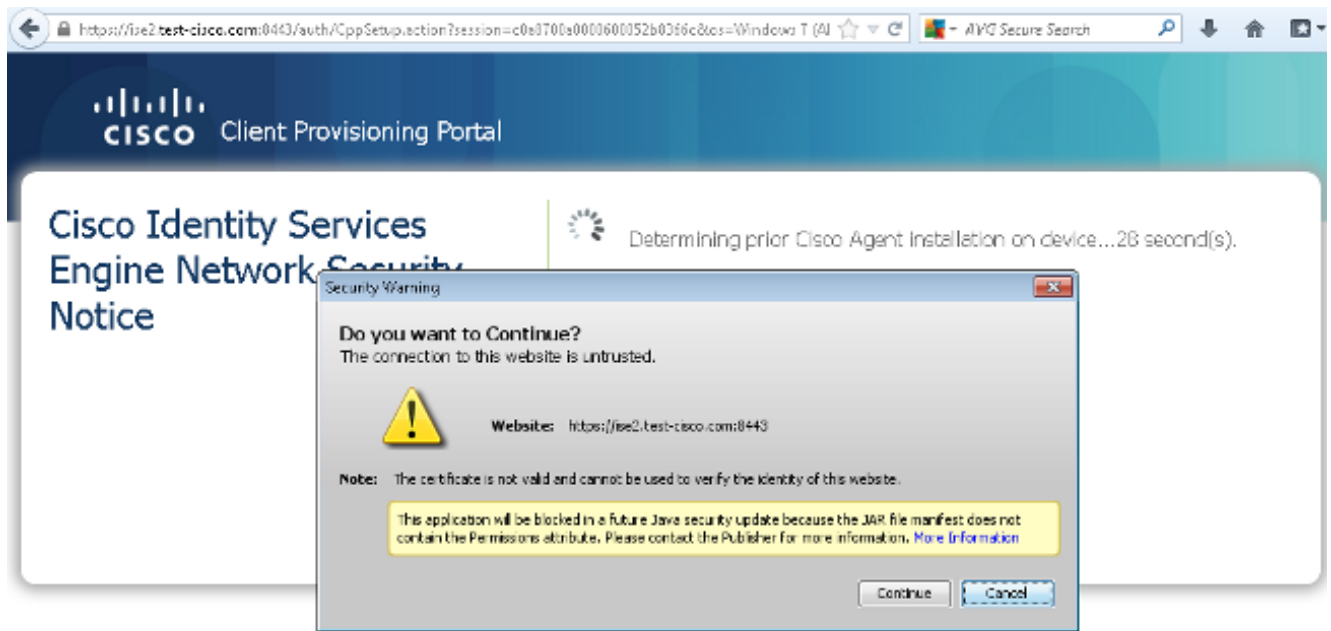 https://ise2.test-cisco.com:8443/auth/CppSetup.action?session=
AVG Secure Search
CISCO Client Provisioning Portal
Cisco Identity Services
Engine Network Security
Notice
Determining prior Cisco Agent installation on device...28 second(s).
Security Warning
Do you want to Continue?
The connection to this website is untrusted.
Website: https://ise2.test-cisco.com:8443
Note: The certificate is not valid and cannot be used to verify the identity of this website.
This application will be blocked in a future Java security update because the JAR file manifest does not
contain the Permissions attribute. Please contact the Publisher for more information. More Information
Continue
Cancel